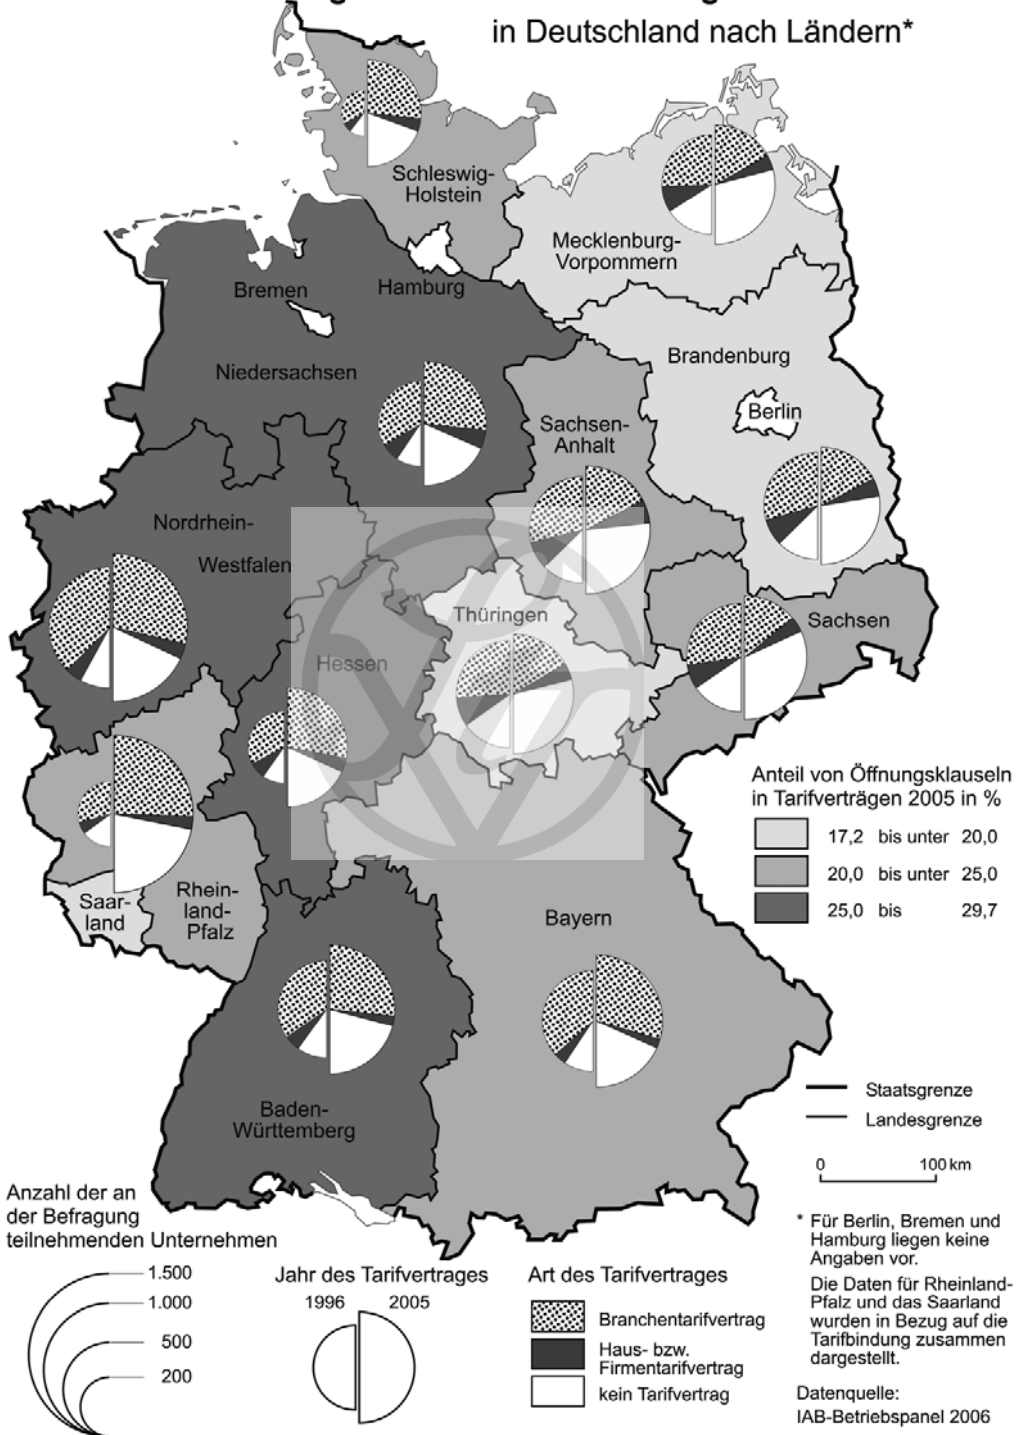 in Deutschland nach Ländern*
Schleswig-
Holstein
Mecklenburg-
Vorpommern
Bremen
Hamburg
Brandenburg
Niedersachsen
Berlin
Sachsen-
Anhalt
Nordrhein-
Westfalen
Thüringen
Sachsen
Hessen
Anteil von Öffnungsklauseln
in Tarifverträgen 2005 in %
17,2 bis unter 20,0
20,0 bis unter 25,0
25,0 bis 29,7
Saar-
land
Rhein-
land-
Pfalz
Bayern
Baden-
Württemberg
Staatsgrenze
Landesgrenze
0 100 km
Anzahl der an
der Befragung
teilnehmenden Unternehmen
1.500
1.000
500
200
Jahr des Tarifvertrages
1996 2005
Art des Tarifvertrages
Branchentarifvertrag
Haus- bzw.
Firmentarifvertrag
kein Tarifvertrag
* Für Berlin, Bremen und
Hamburg liegen keine
Angaben vor.
Die Daten für Rheinland-
Pfalz und das Saarland
wurden in Bezug auf die
Tarifbindung zusammen
dargestellt.
Datenquelle:
IAB-Betriebspanel 2006